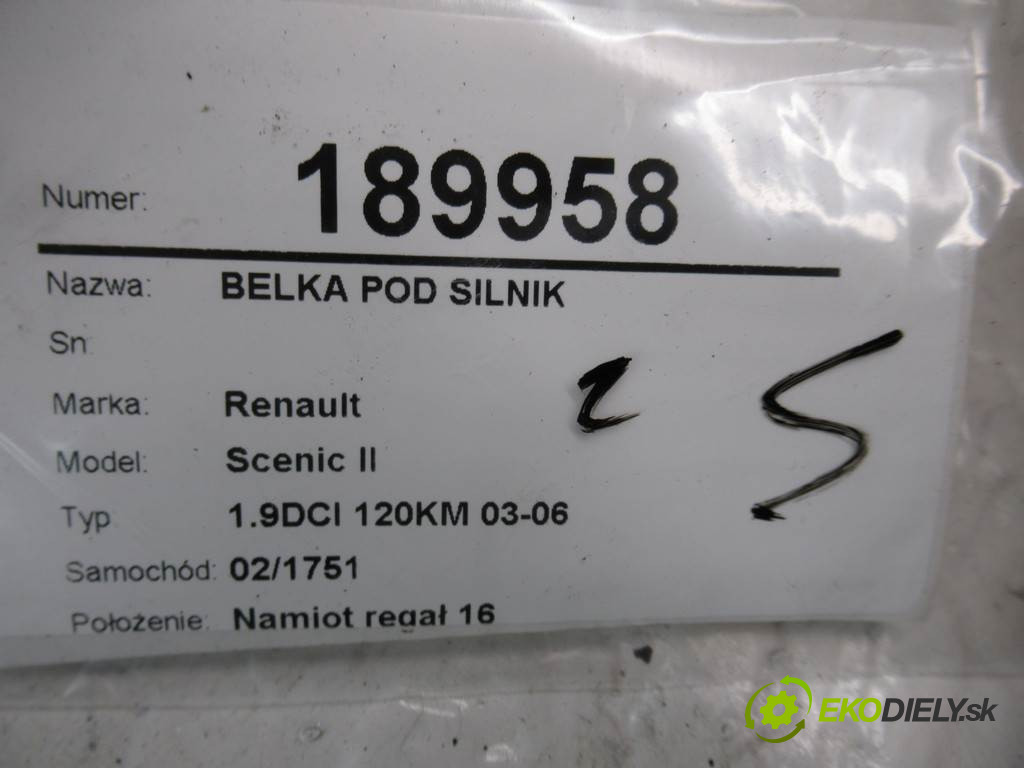 Numer: 189958
Nazwa: BELKA POD SILNIK
Sn
Marka: Renault
Model: Scenic II
Typ 1.9DCI 120KM 03-06
Samochód: 02/1751
Położenie: Namiot regał 16
EKODIELY.sk